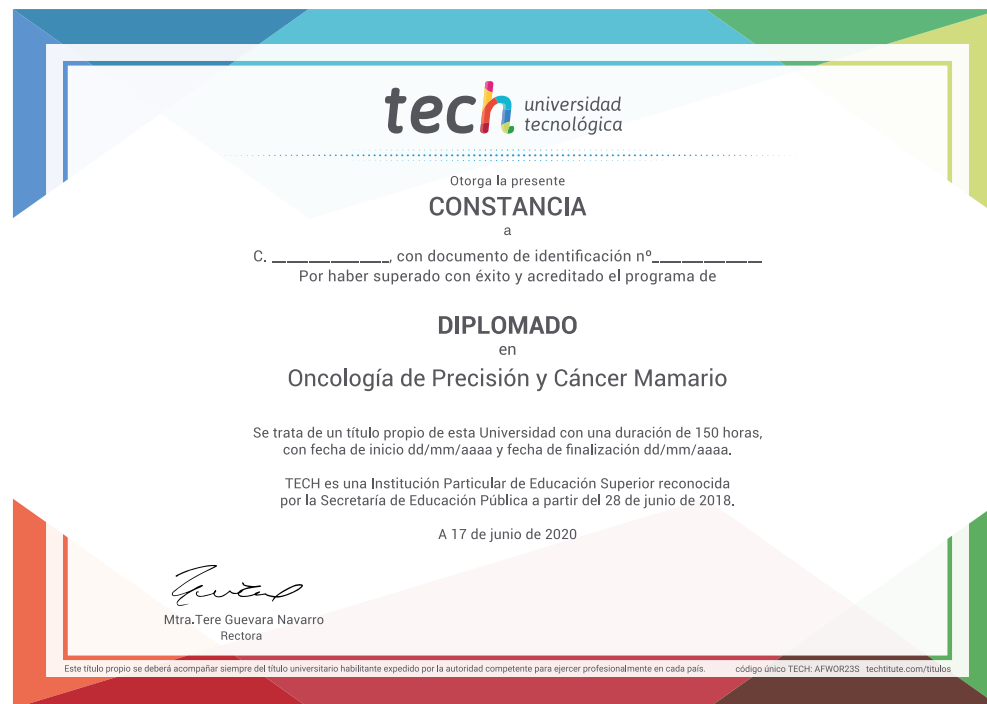 tech universidad
tecnológica
Otorga la presente
CONSTANCIA
a
C. ________________, con documento de identificación nº_______________
Por haber superado con éxito y acreditado el programa de
DIPLOMADO
en
Oncología de Precisión y Cáncer Mamario
Se trata de un título propio de esta Universidad con una duración de 150 horas,
con fecha de inicio dd/mm/aaaa y fecha de finalización dd/mm/aaaa.
TECH es una Institución Particular de Educación Superior reconocida
por la Secretaría de Educación Pública a partir del 28 de junio de 2018.
A 17 de junio de 2020
Mtra.Tere Guevara Navarro
Rectora
Este título propio se deberá acompañar siempre del título universitario habilitante expedido por la autoridad competente para ejercer profesionalmente en cada país. código único TECH: AFWOR23S techtitute.com/titulos